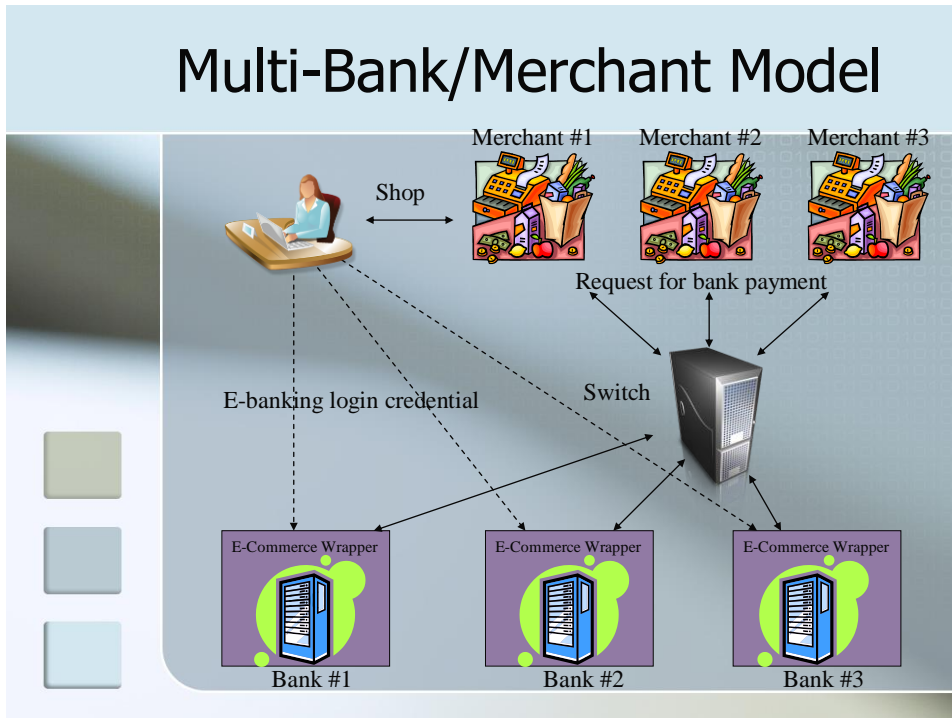 Multi-Bank/Merchant Model
Merchant #1
Merchant #2
Merchant #3
Shop
Request for bank payment
Switch
E-banking login credential
E-Commerce Wrapper
E-Commerce Wrapper
E-Commerce Wrapper
Bank #1
Bank #2
Bank #3